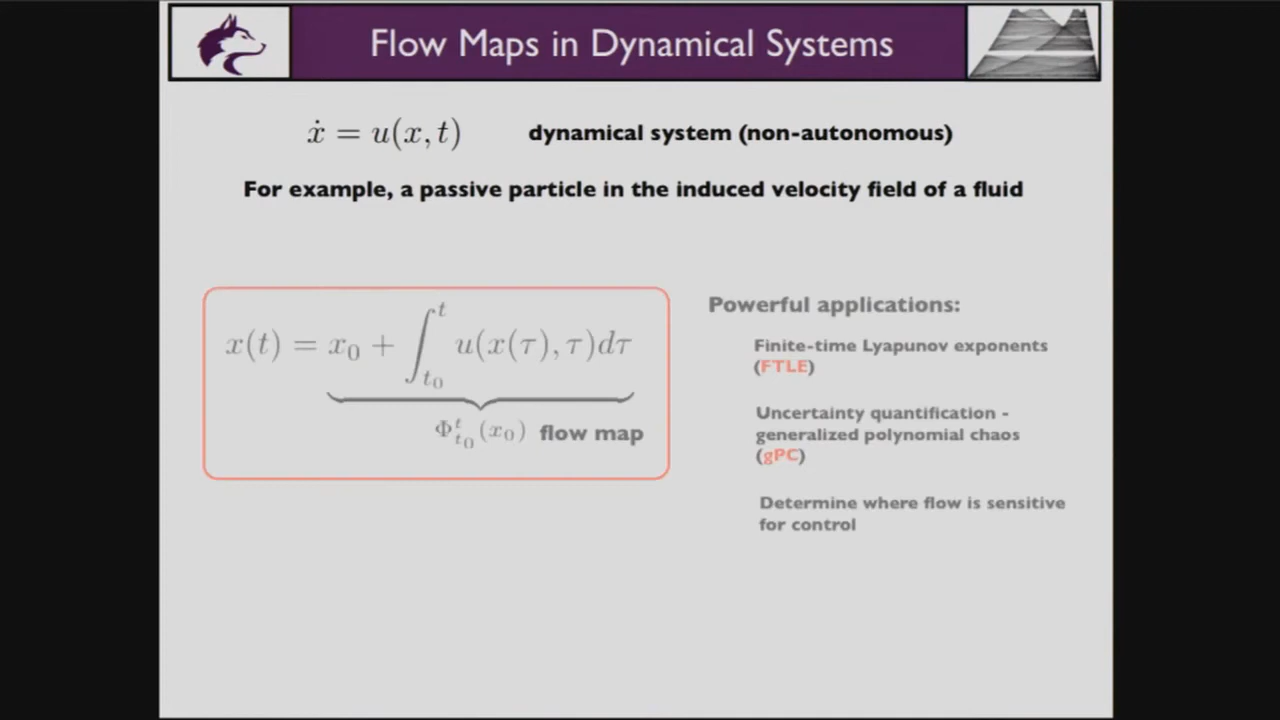 Flow Maps in Dynamical Systems
ẋ = u(x, t)   dynamical system (non-autonomous)
For example, a passive particle in the induced velocity field of a fluid
x(t) = x₀ + ∫_{t₀}^{t} u(x(τ), τ)dτ
Φ_{t₀}^{t}(x₀) flow map
Powerful applications:
Finite-time Lyapunov exponents
(FTLE)
Uncertainty quantification -
generalized polynomial chaos
(gPC)
Determine where flow is sensitive
for control